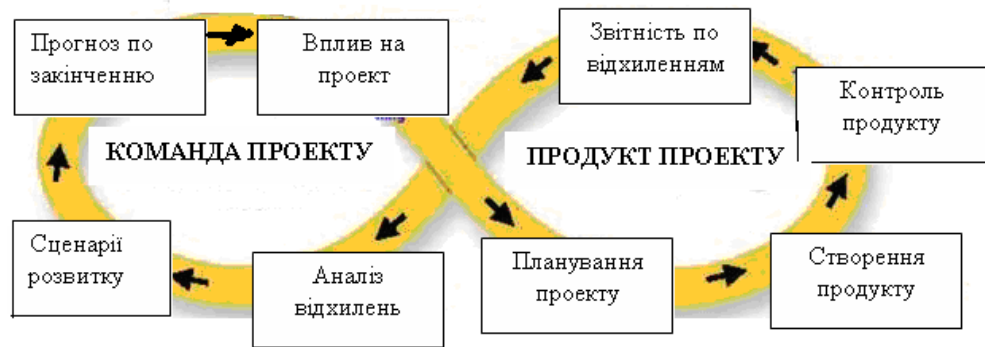 Прогноз по
закінченню
Вплив на
проект
Звітність по
відхиленням
Контроль
продукту
КОМАНДА ПРОЕКТУ
ПРОДУКТ ПРОЕКТУ
Сценарії
розвитку
Аналіз
відхилень
Планування
проекту
Створення
продукту